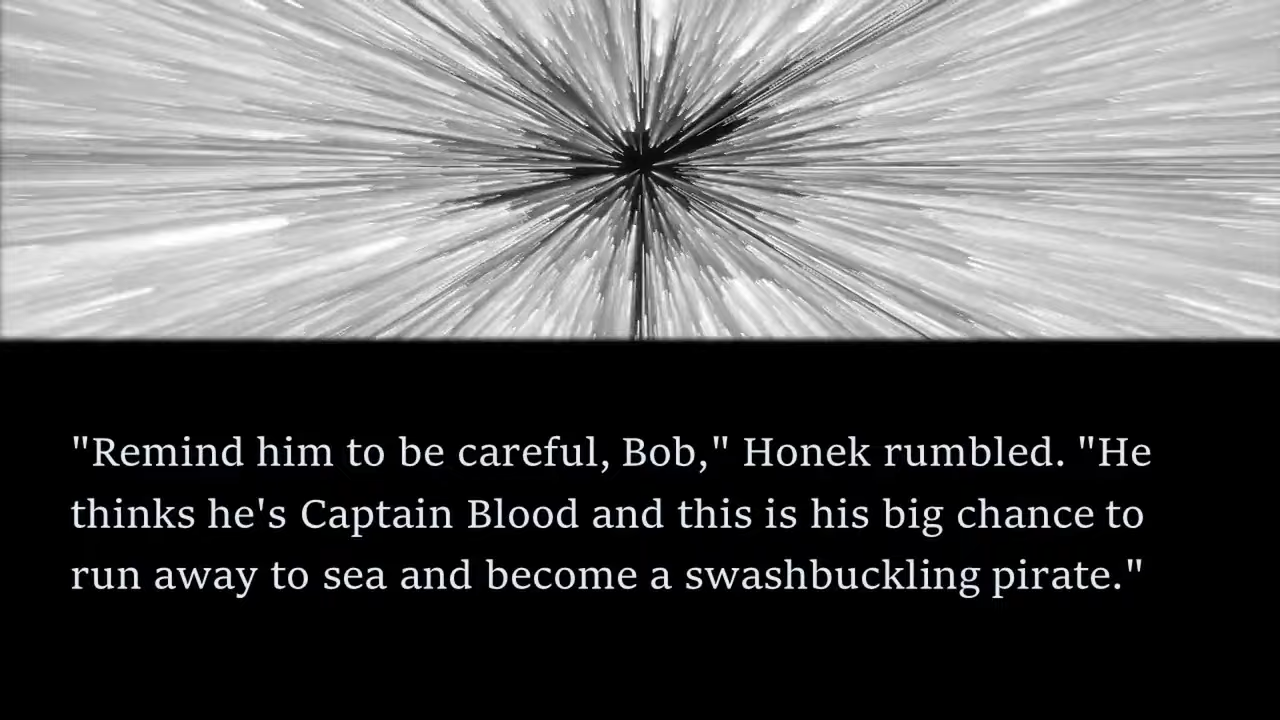 "Remind him to be careful, Bob," Honek rumbled. "He
thinks he's Captain Blood and this is his big chance to
run away to sea and become a swashbuckling pirate."